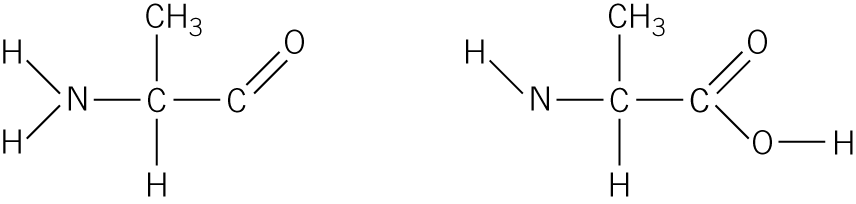 CH3 CH3
H O H O
N C C N C C
H O H
H H